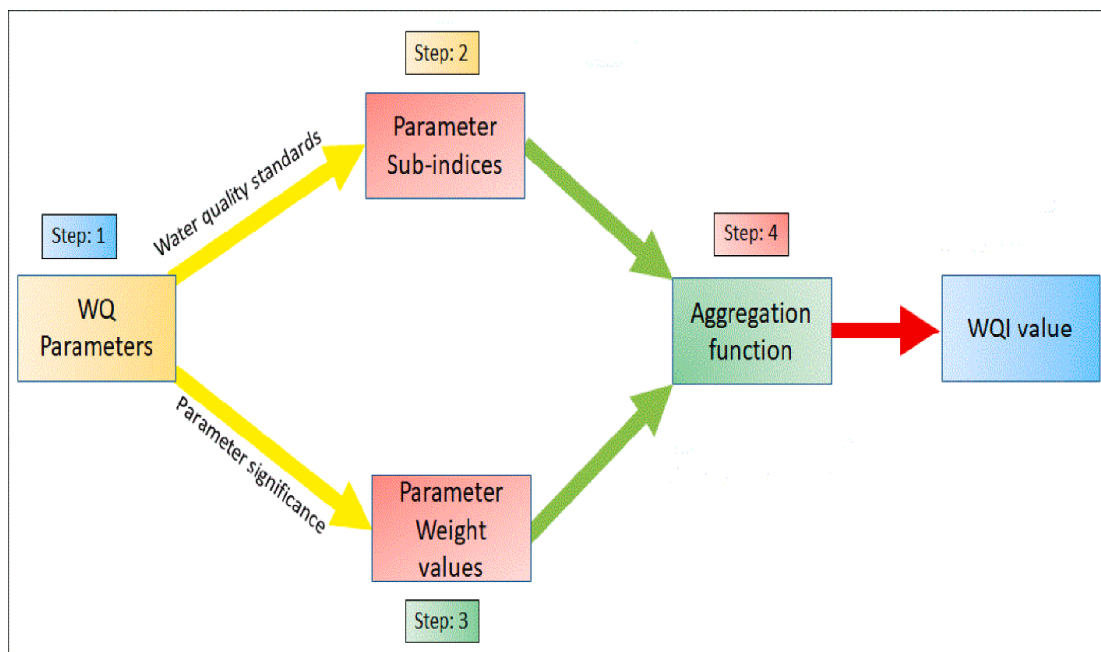 Step: 2
Parameter
Sub-indices
Water quality standards
Step: 1
WQ
Parameters
Step: 4
Aggregation
function
WQI value
Parameter significance
Parameter
Weight
values
Step: 3